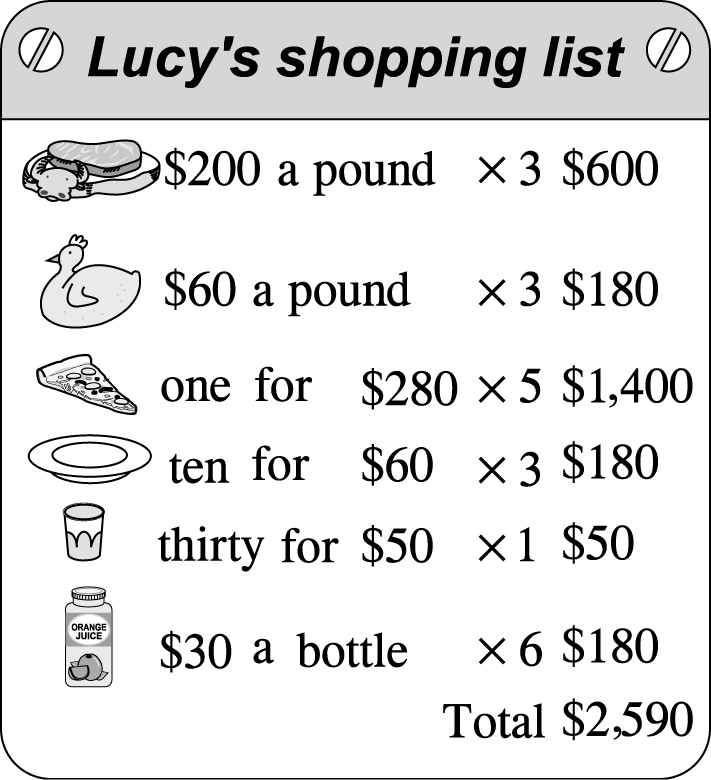 Lucy's shopping list
$200 a pound × 3 $600
$60 a pound × 3 $180
one for $280 × 5 $1,400
ten for $60 × 3 $180
thirty for $50 × 1 $50
ORANGE
JUICE
$30 a bottle × 6 $180
Total $2,590